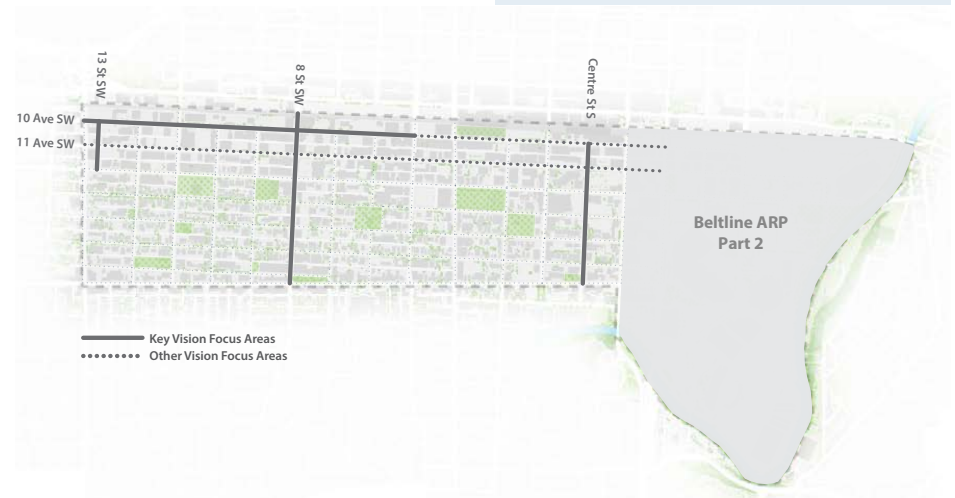 13 St SW
8 St SW
Centre St S
10 Ave SW
11 Ave SW
Beltline ARP
Part 2
Key Vision Focus Areas
Other Vision Focus Areas